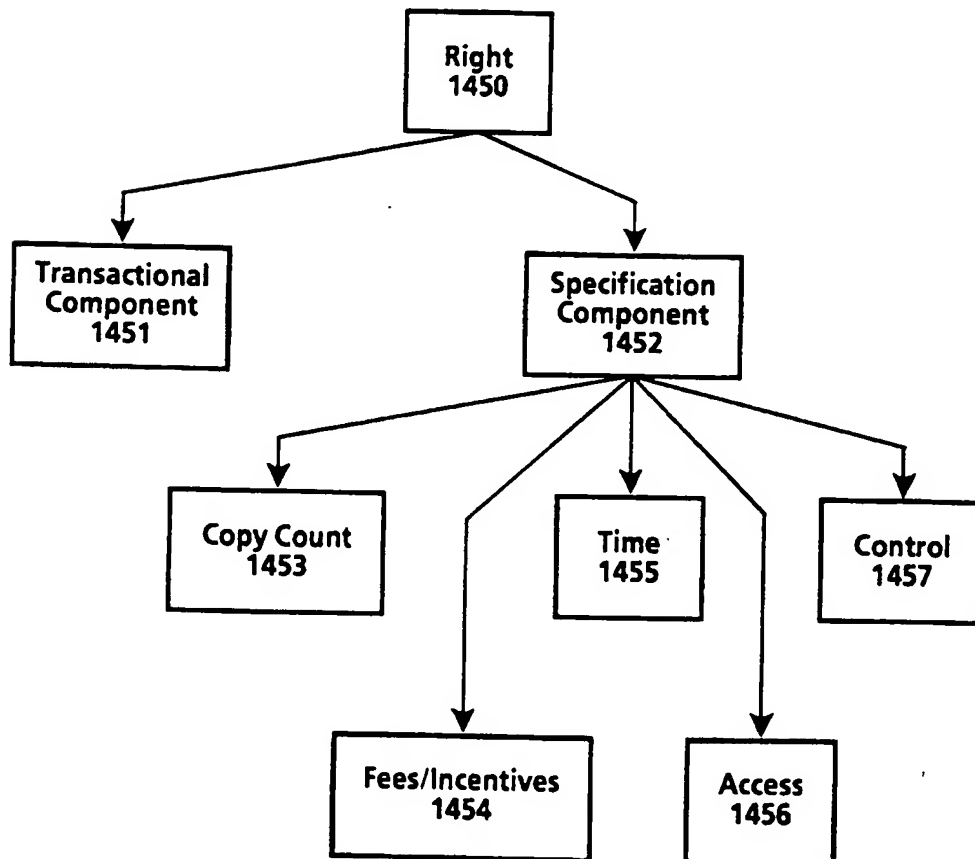 Right
1450
Transactional
Component
1451
Specification
Component
1452
Copy Count
1453
Time
1455
Control
1457
Fees/Incentives
1454
Access
1456